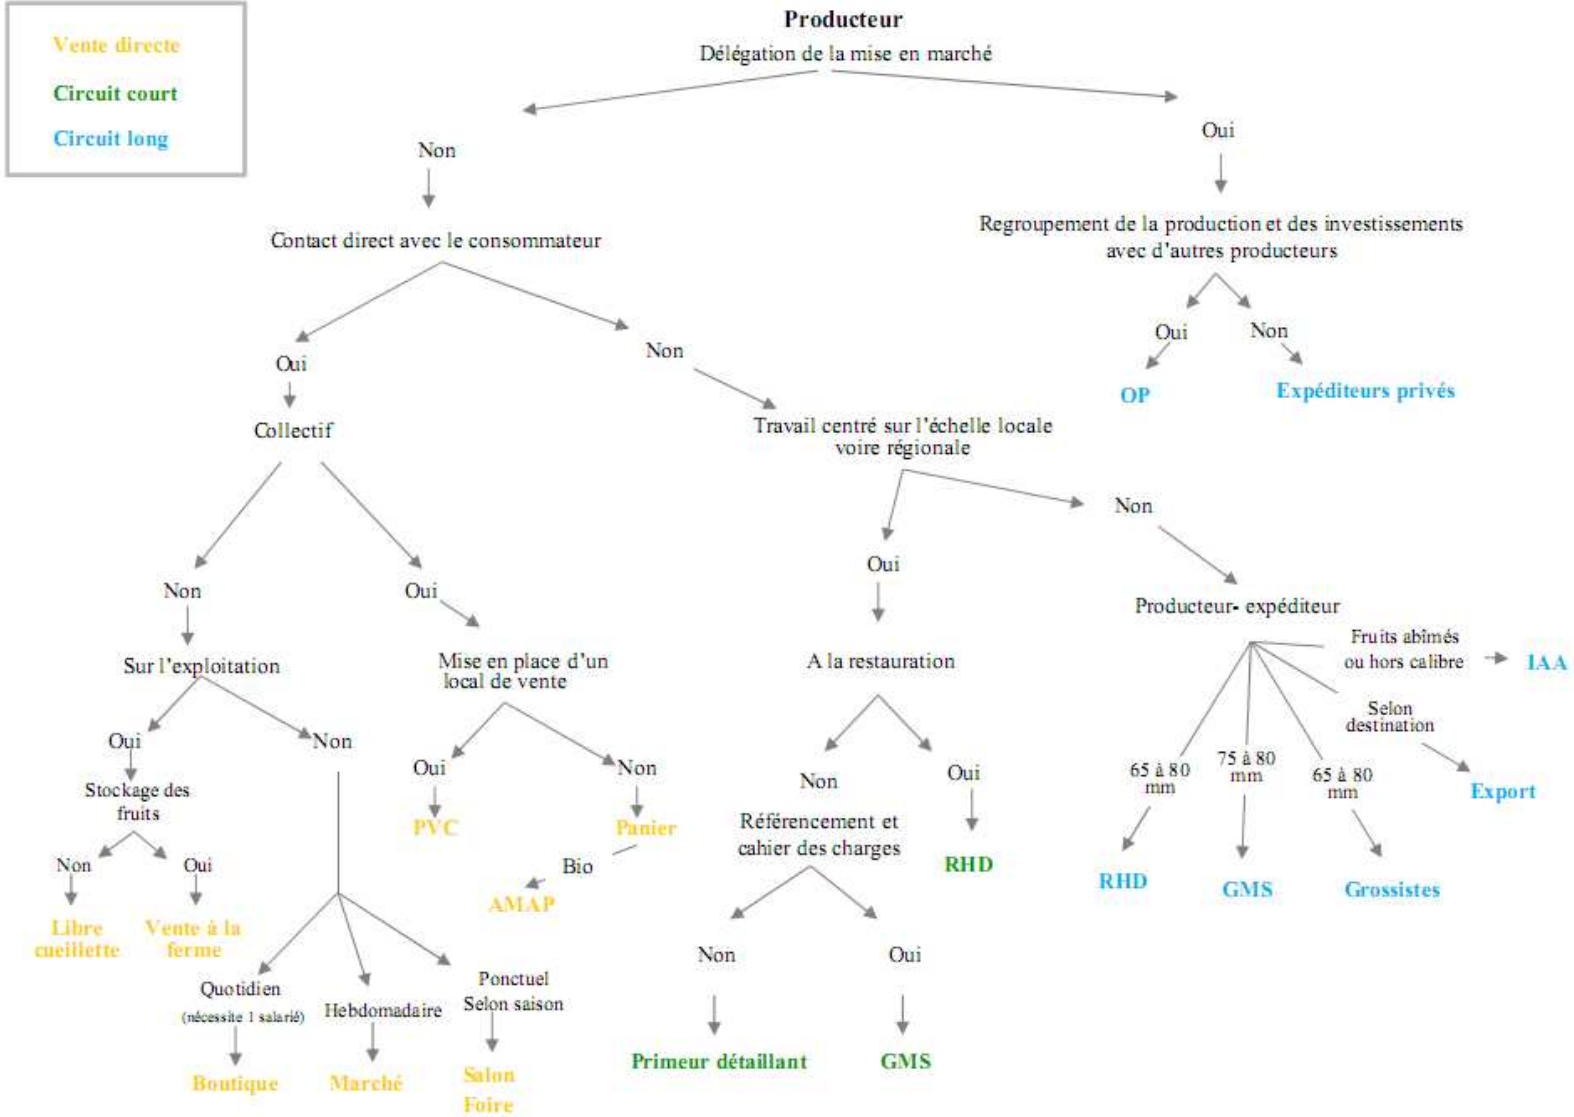 Producteur
Délégation de la mise en marché
Vente directe
Circuit court
Circuit long
Non
Oui
Contact direct avec le consommateur
Regroupement de la production et des investissements
avec d'autres producteurs
Oui
Non
Oui
Non
OP
Expéditeurs privés
Collectif
Travail centré sur l'échelle locale
voire régionale
Non
Oui
Oui
Non
Sur l'exploitation
Mise en place d'un
local de vente
A la restauration
Producteur- expéditeur
Fruits abîmés
ou hors calibre
IAA
Selon
destination
Export
65 à 80
mm
75 à 80
mm
65 à 80
mm
RHD
GMS
Grossistes
Oui
Non
Oui
Non
Non
Oui
Stockage des
fruits
PVC
Panier
Référencement et
cahier des charges
RHD
Non
Oui
Bio
AMAP
Libre
cueillette
Vente à la
ferme
Non
Oui
Quotidien
(nécessite 1 salarié)
Hebdomadaire
Ponctuel
Selon saison
Primeur détaillant
GMS
Boutique
Marché
Salon
Foire